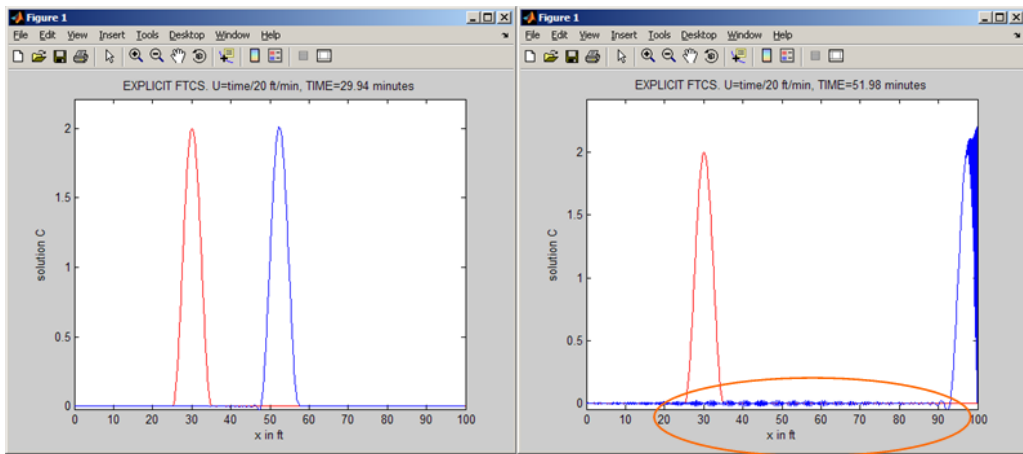 Figure 1
File Edit View Insert Tools Desktop Window Help
EXPLICIT FTCS. U=time/20 ft/min, TIME=29.94 minutes
2
1.5
1
0.5
0
solution C
0 10 20 30 40 50 60 70 80 90 100
x in ft
Figure 1
File Edit View Insert Tools Desktop Window Help
EXPLICIT FTCS. U=time/20 ft/min, TIME=51.98 minutes
2
1.5
1
0.5
0
solution C
0 10 20 30 40 50 60 70 80 90 100
x in ft